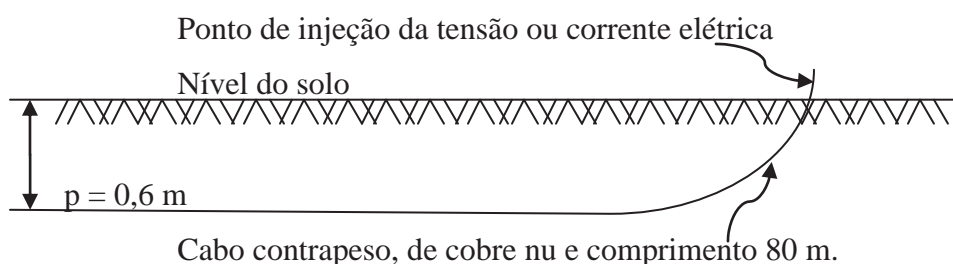 Ponto de injeção da tensão ou corrente elétrica
Nível do solo
p = 0,6 m
Cabo contrapeso, de cobre nu e comprimento 80 m.